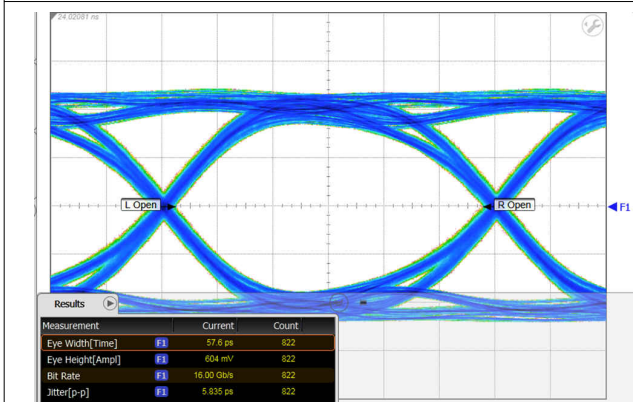 24.02081 ns
L Open
R Open
F1
Results
Measurement Current Count
Eye Width[Time] F1 57.6 ps 822
Eye Height[Ampl] F1 604 mV 822
Bit Rate F1 16.00 Gb/s 822
Jitter[p-p] F1 5.835 ps 822